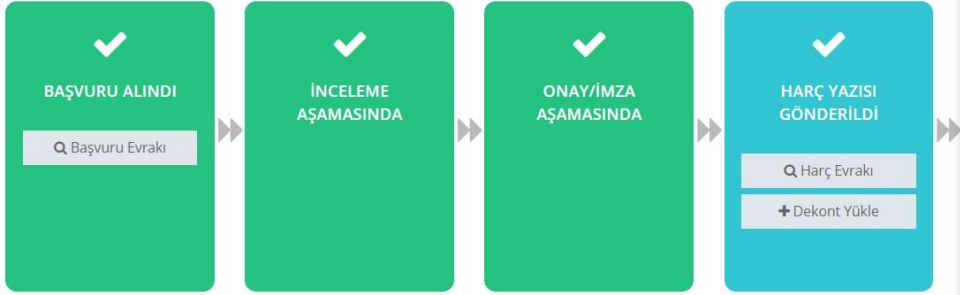 BAŞVURU ALINDI
Başvuru Evrakı
İNCELEME
AŞAMASINDA
ONAY/İMZA
AŞAMASINDA
HARÇ YAZISI
GÖNDERİLDİ
Harç Evrakı
Dekont Yükle